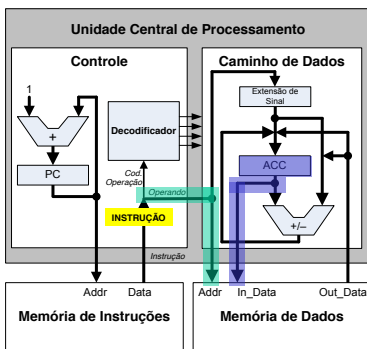 Unidade Central de Processamento
Controle
Caminho de Dados
1
+
PC
Decodificador
Cod.
Operação
Operando
INSTRUÇÃO
Instrução
Extensão de
Sinal
ACC
+/–
Addr
Data
Addr
In_Data
Out_Data
Memória de Instruções
Memória de Dados